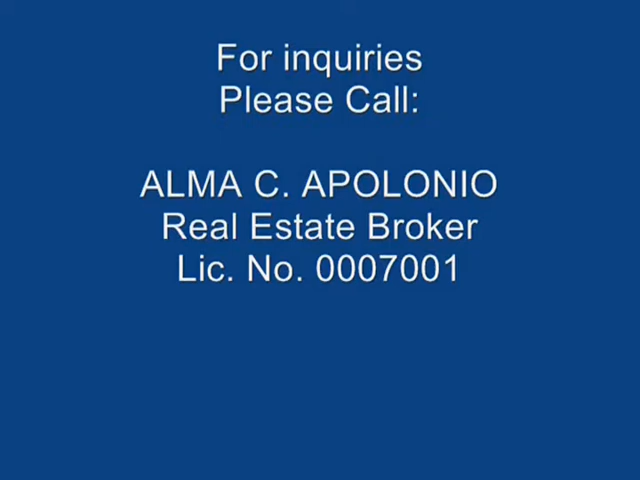 For inquiries
Please Call:
ALMA C. APOLONIO
Real Estate Broker
Lic. No. 0007001